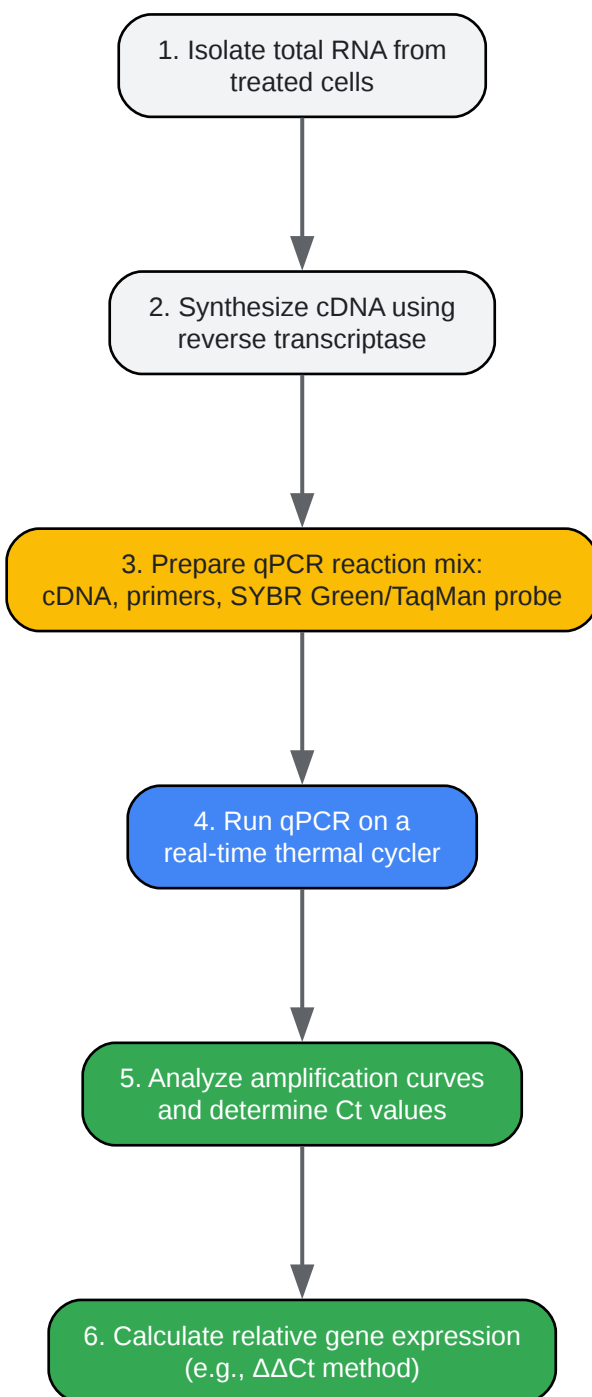 1. Isolate total RNA from
treated cells
2. Synthesize cDNA using
reverse transcriptase
3. Prepare qPCR reaction mix:
cDNA, primers, SYBR Green/TaqMan probe
4. Run qPCR on a
real-time thermal cycler
5. Analyze amplification curves
and determine Ct values
6. Calculate relative gene expression
(e.g., ΔΔCt method)